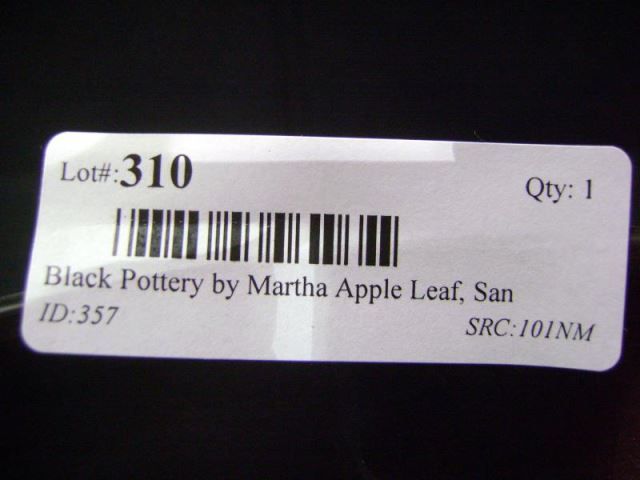 Lot#:310
Qty: 1
Black Pottery by Martha Apple Leaf, San
ID:357
SRC:101NM